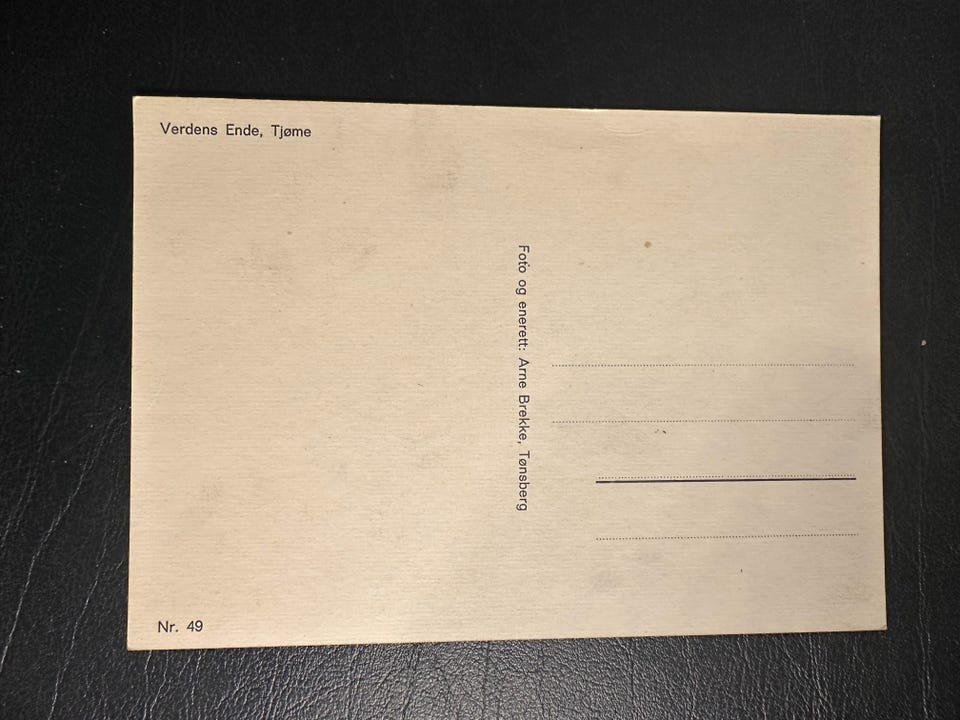 Verdens Ende, Tjøme
Foto og enerett: Arne Brekke, Tønsberg
Nr. 49